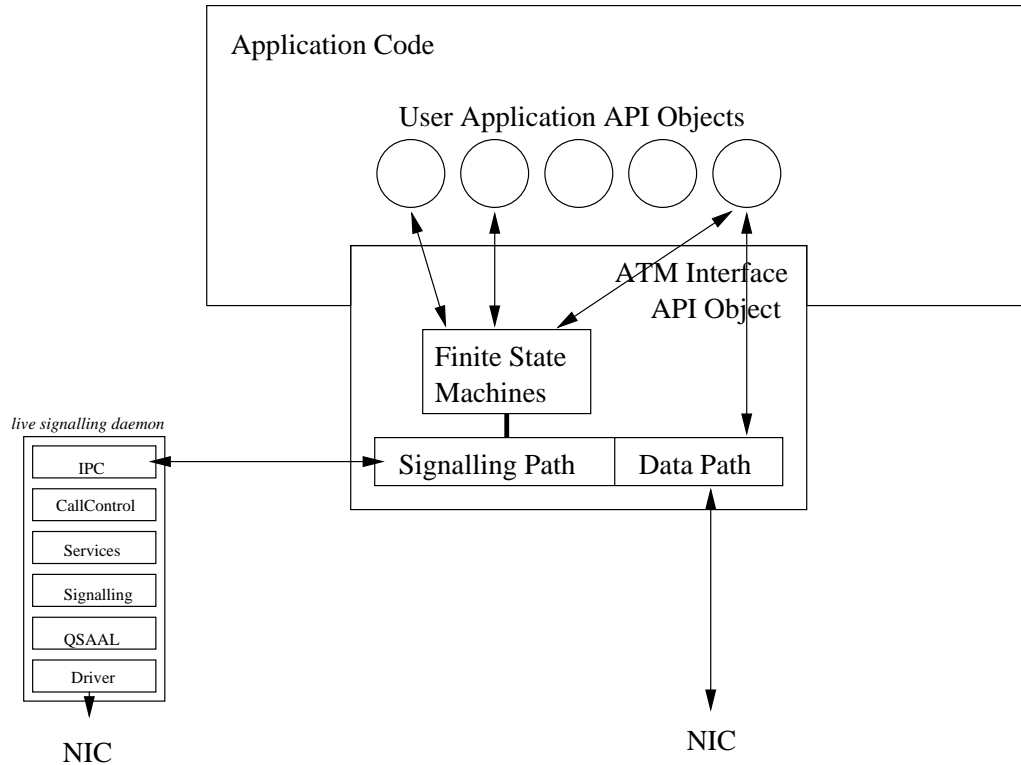 Application Code
User Application API Objects
ATM Interface
API Object
Finite State
Machines
live signalling daemon
IPC
Signalling Path
Data Path
CallControl
Services
Signalling
QSAAL
Driver
NIC
NIC